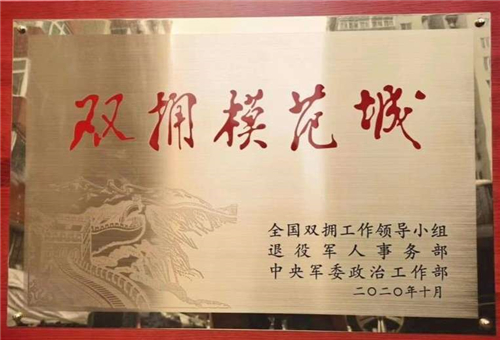 双拥模范城
全国双拥工作领导小组
退役军人事务部
中央军委政治工作部
二〇二〇年十月